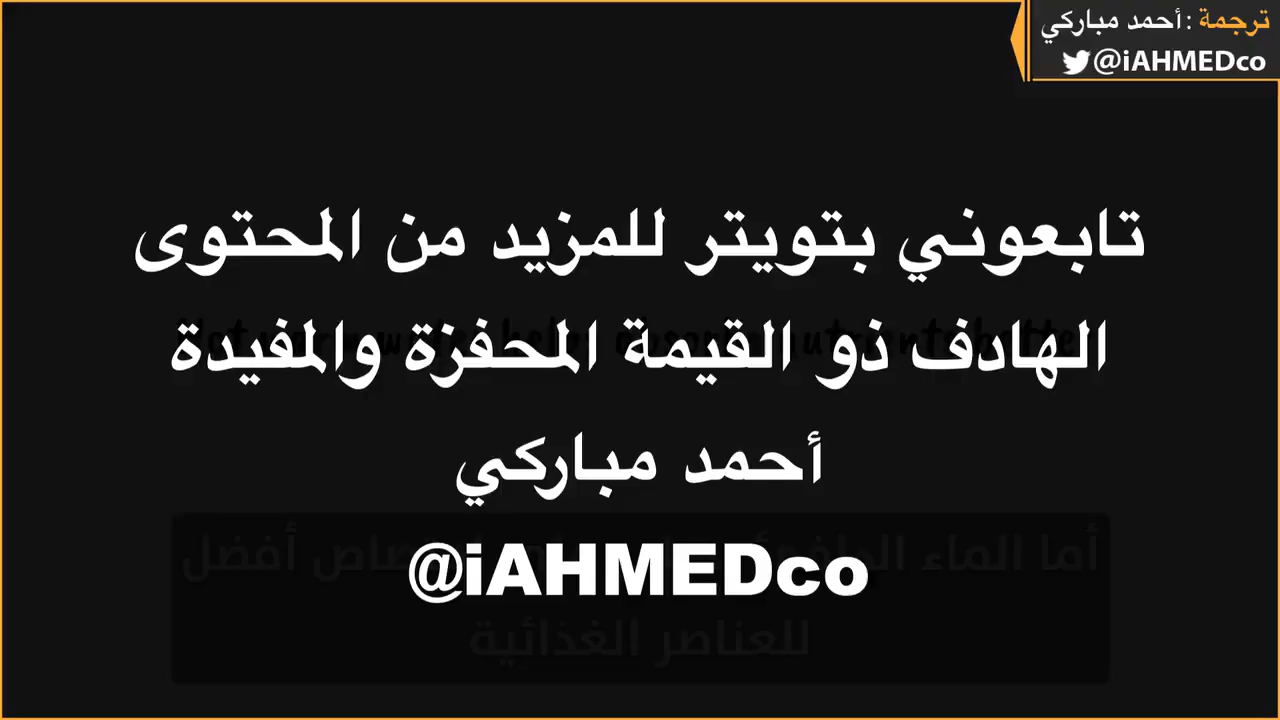 ترجمة : أحمد مباركي
@iAHMEDco
تابعوني بتويتر للمزيد من المحتوى
الهادف ذو القيمة المحفزة والمفيدة
أحمد مباركي
@iAHMEDco
أما الماء أفضل
للعناصر الغذائية